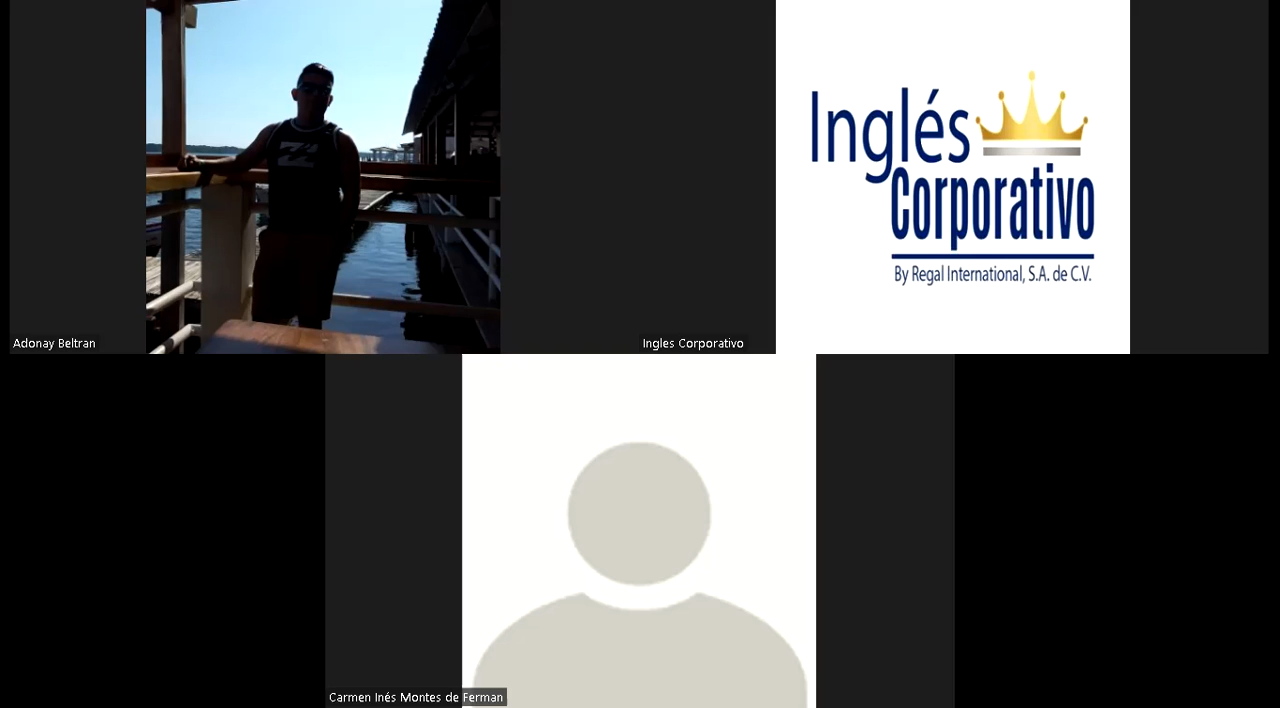 Inglés
Corporativo
By Regal International, S.A. de C.V.
Adonay Beltran
Ingles Corporativo
Carmen Inés Montes de Ferman